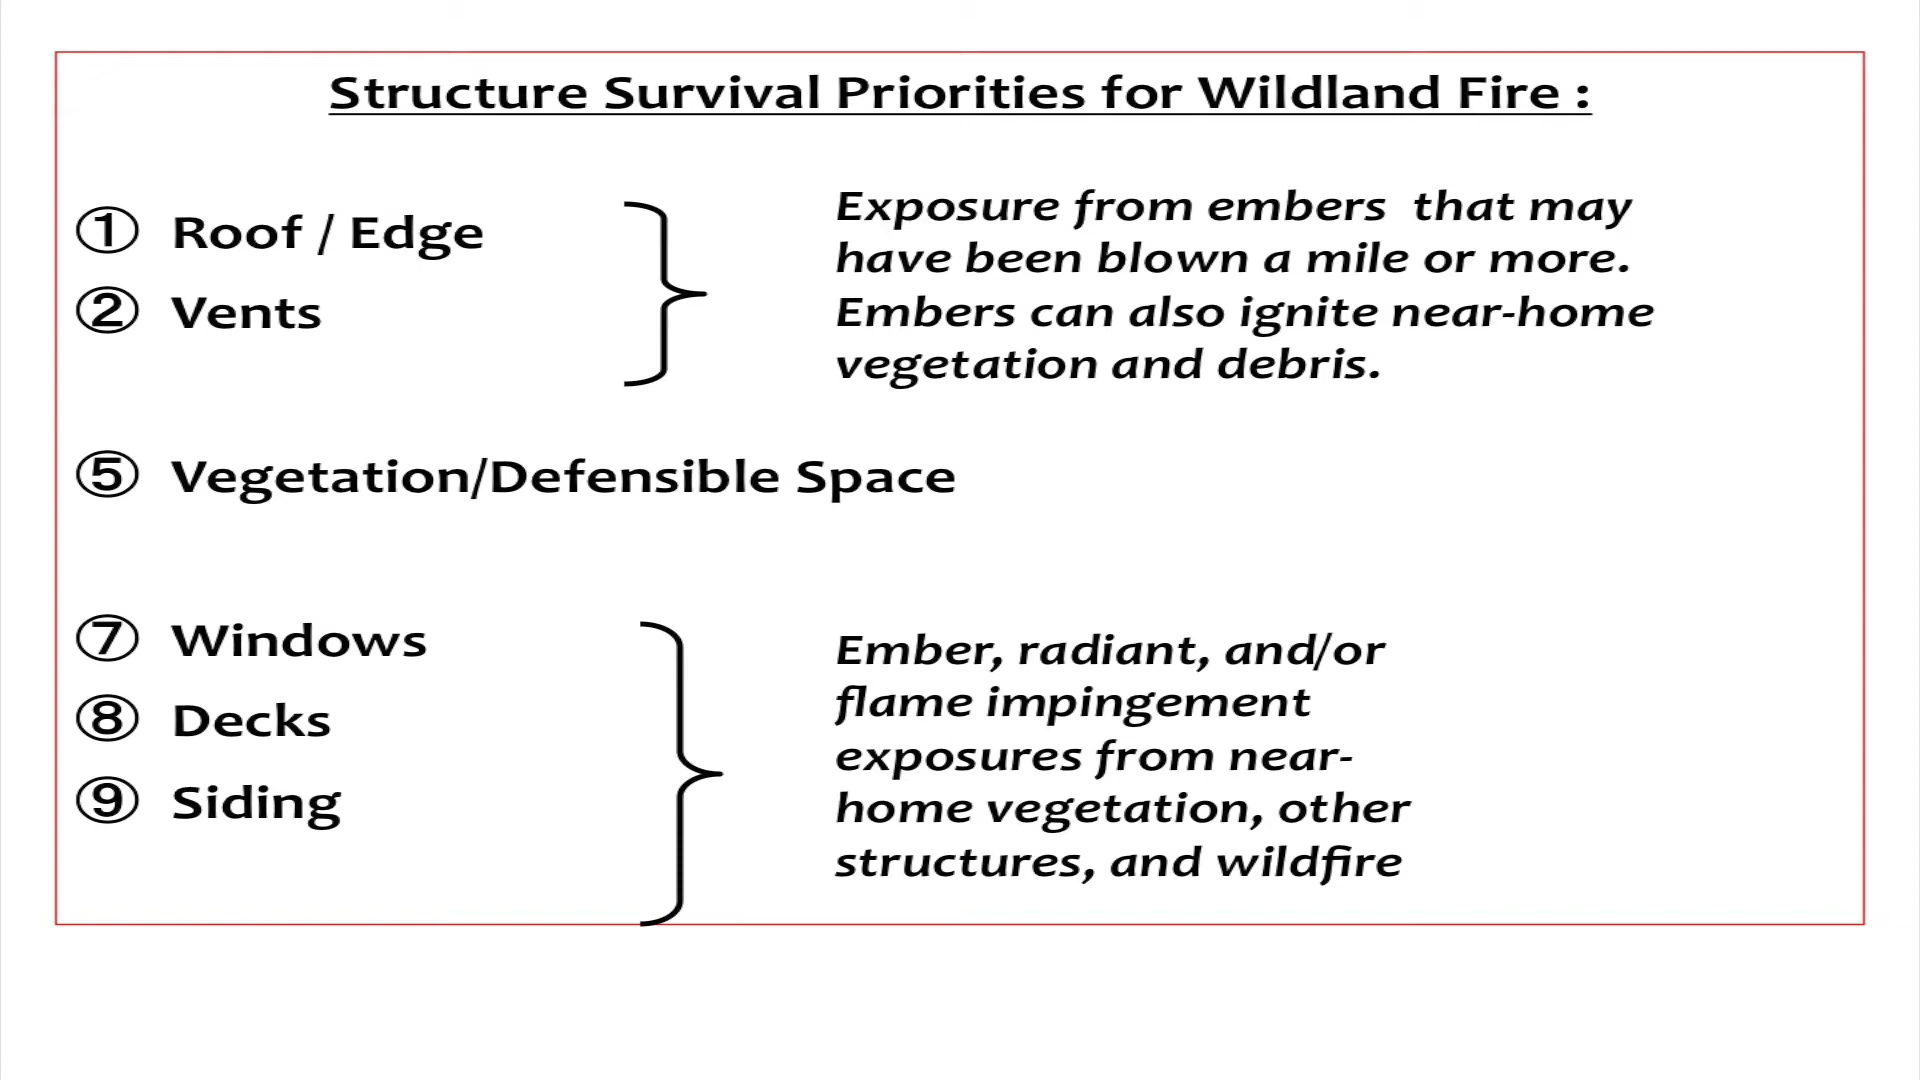 Structure Survival Priorities for Wildland Fire :
① Roof / Edge
② Vents
Exposure from embers that may
have been blown a mile or more.
Embers can also ignite near-home
vegetation and debris.
⑤ Vegetation/Defensible Space
⑦ Windows
⑧ Decks
⑨ Siding
Ember, radiant, and/or
flame impingement
exposures from near-
home vegetation, other
structures, and wildfire